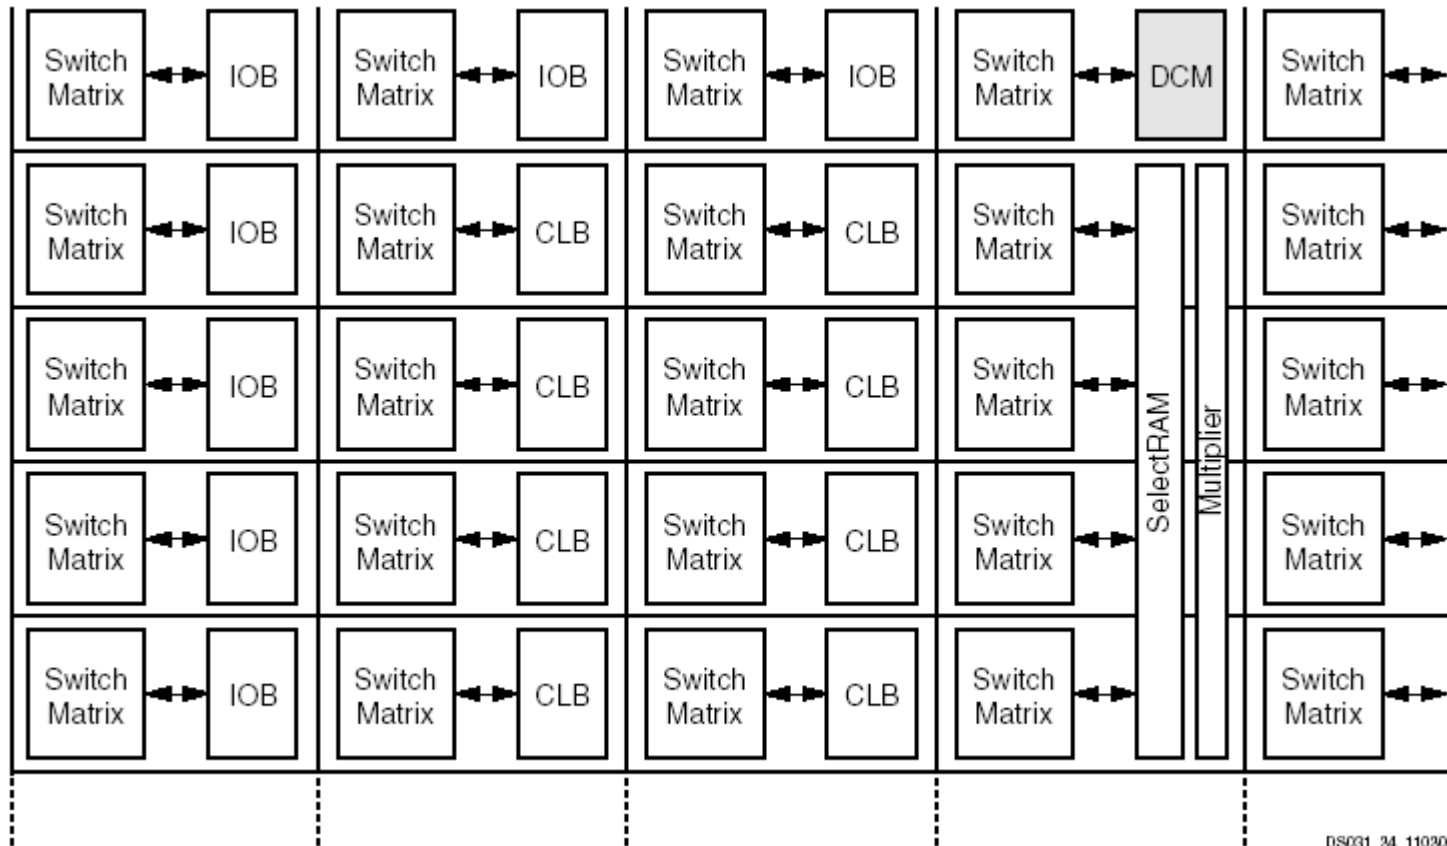 Switch
Matrix
IOB
Switch
Matrix
IOB
Switch
Matrix
IOB
Switch
Matrix
DCM
Switch
Matrix
Switch
Matrix
IOB
Switch
Matrix
CLB
Switch
Matrix
CLB
Switch
Matrix
Switch
Matrix
Switch
Matrix
IOB
Switch
Matrix
CLB
Switch
Matrix
CLB
Switch
Matrix
SelectRAM
Multiplier
Switch
Matrix
Switch
Matrix
IOB
Switch
Matrix
CLB
Switch
Matrix
CLB
Switch
Matrix
Switch
Matrix
Switch
Matrix
IOB
Switch
Matrix
CLB
Switch
Matrix
CLB
Switch
Matrix
Switch
Matrix
DS031_34_11030